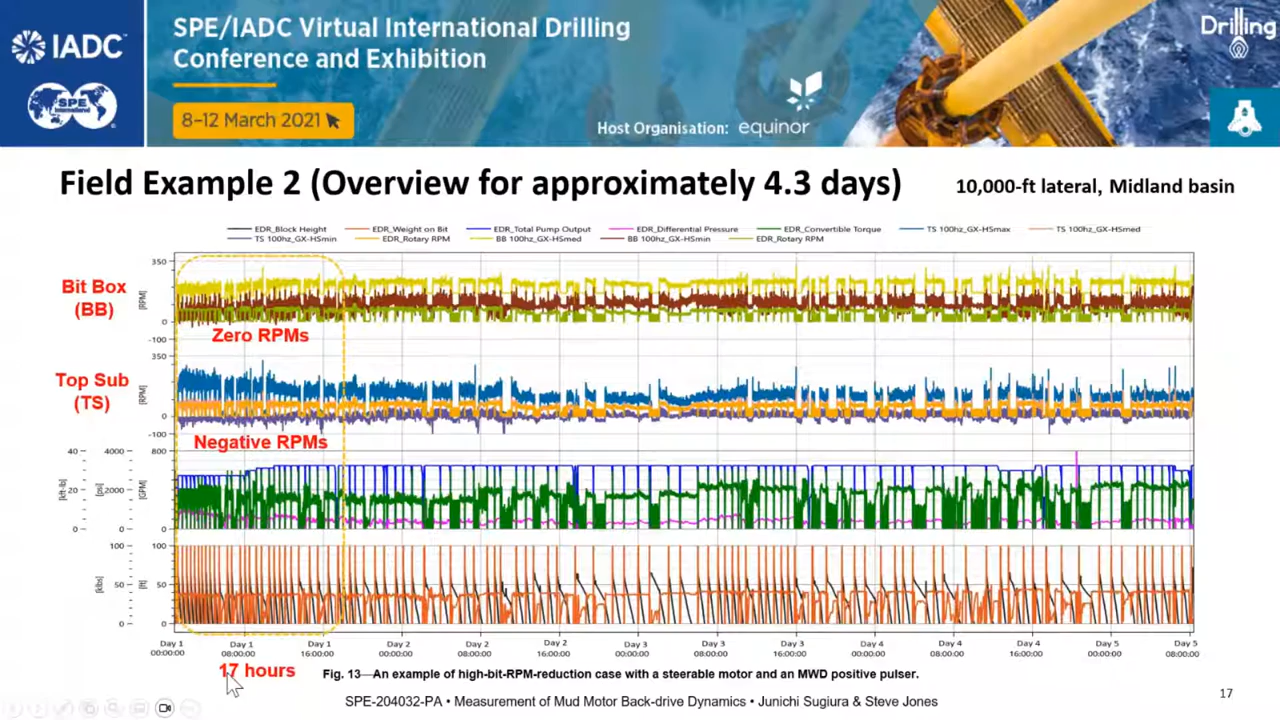 IADC
SPE
International
SPE/IADC Virtual International Drilling
Conference and Exhibition
8–12 March 2021
Host Organisation: equinor
Drilling
Field Example 2 (Overview for approximately 4.3 days)
10,000-ft lateral, Midland basin
EDR_Block Height EDR_Weight on Bit EDR_Total Pump Output EDR_Differential Pressure EDR_Convertible Torque TS 100hz_GX-HSmax TS 100hz_GX-HSmed
TS 100hz_GX-HSmin EDR_Rotary RPM BB 100hz_GX-HSmed BB 100hz_GX-HSmin EDR_Rotary RPM
Bit Box
(BB)
350
[RPM]
0
-100
Zero RPMs
Top Sub
(TS)
350
[RPM]
0
-100
Negative RPMs
40 4000 800
[kft-lb] [psi] [GPM]
20 2000
0 0 0
100 100
[klbs] [ft]
50 50
0 0
Day 1 Day 1 Day 1 Day 2 Day 2 Day 2 Day 3 Day 3 Day 3 Day 4 Day 4 Day 4 Day 5 Day 5
00:00:00 08:00:00 16:00:00 00:00:00 08:00:00 16:00:00 00:00:00 08:00:00 16:00:00 00:00:00 08:00:00 16:00:00 00:00:00 08:00:00
17 hours
Fig. 13—An example of high-bit-RPM-reduction case with a steerable motor and an MWD positive pulser.
SPE-204032-PA • Measurement of Mud Motor Back-drive Dynamics • Junichi Sugiura & Steve Jones
17